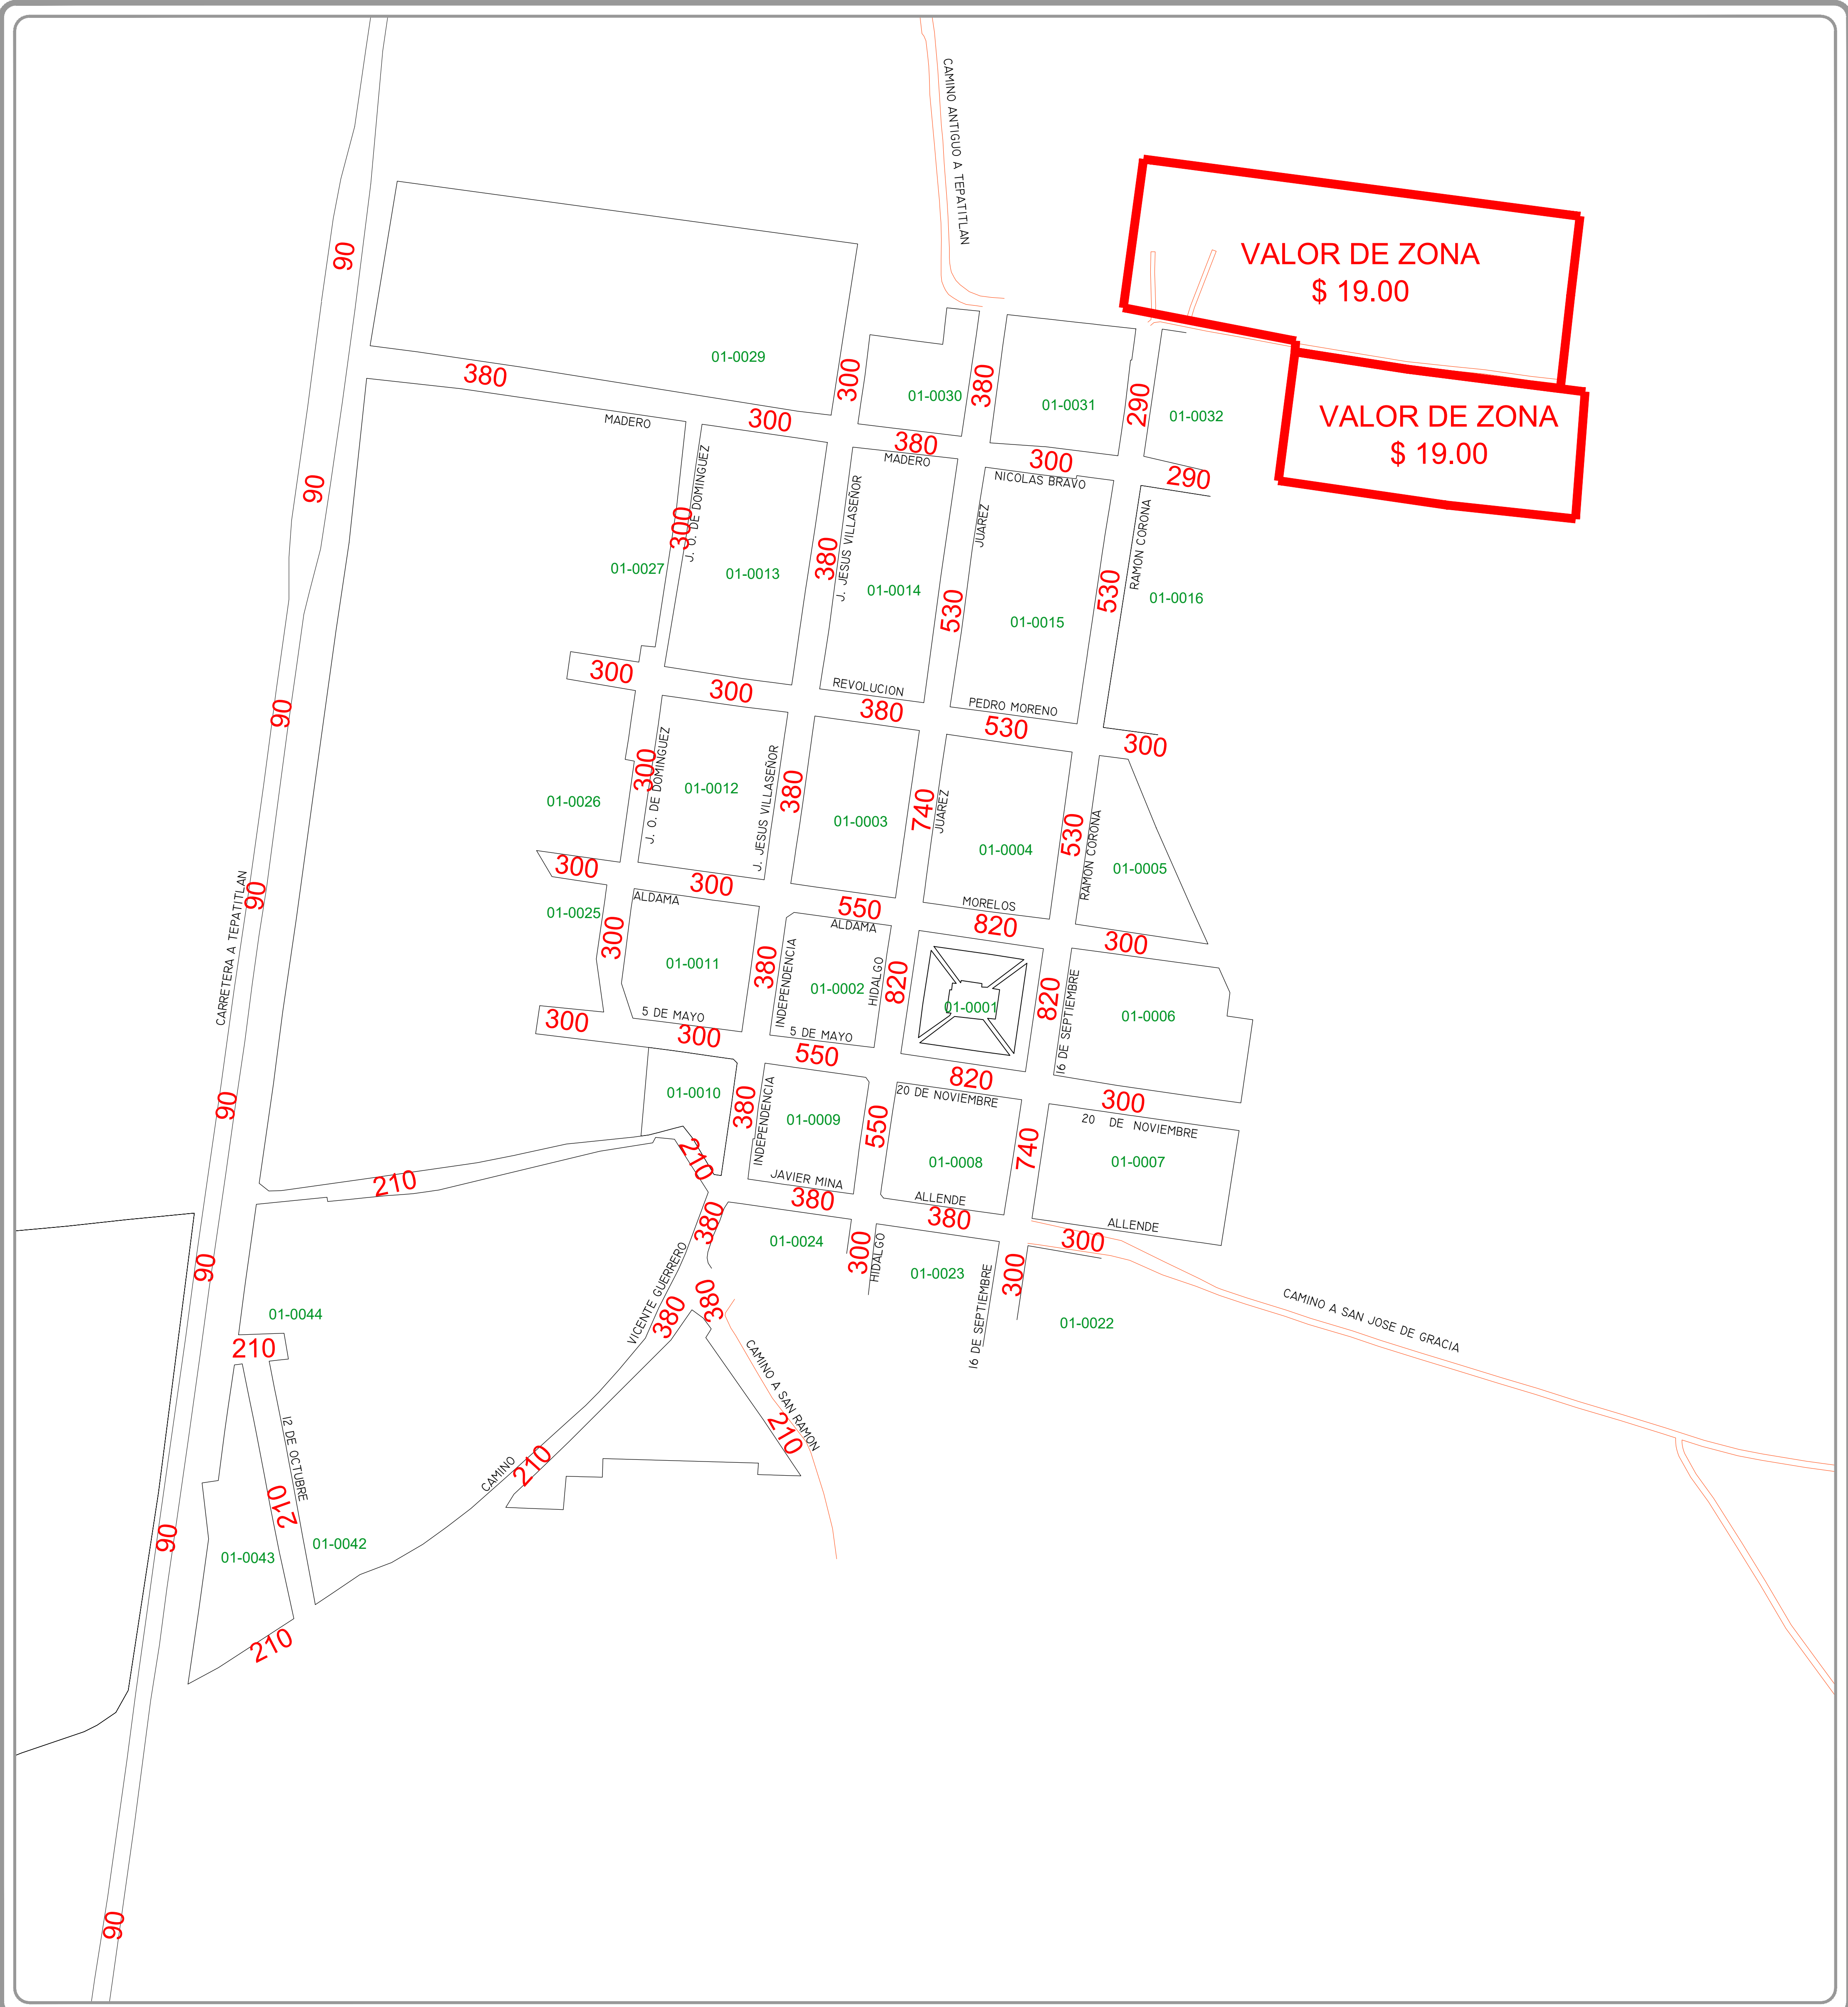 CAMINO ANTIGUO A TEPATITLAN
VALOR DE ZONA
$ 19.00
VALOR DE ZONA
$ 19.00
90
01-0029
380
300
300
01-0030
380
01-0031
290
01-0032
MADERO
380
MADERO
300
NICOLAS BRAVO
290
90
J. O. DE DOMINGUEZ
300
01-0027
01-0013
380
J. JESUS VILLASEÑOR
01-0014
JUAREZ
530
01-0015
530
RAMON CORONA
01-0016
300
300
REVOLUCION
380
PEDRO MORENO
530
300
90
300
J. O. DE DOMINGUEZ
01-0012
J. JESUS VILLASEÑOR
380
01-0003
740
JUAREZ
01-0004
530
RAMON CORONA
01-0005
01-0026
300
300
ALDAMA
550
ALDAMA
MORELOS
820
300
CARRETERA A TEPATITLAN
90
01-0025
300
01-0011
380
INDEPENDENCIA
01-0002
HIDALGO
820
01-0001
820
16 DE SEPTIEMBRE
01-0006
300
5 DE MAYO
300
5 DE MAYO
550
820
20 DE NOVIEMBRE
300
20 DE NOVIEMBRE
90
01-0010
380
INDEPENDENCIA
01-0009
550
01-0008
740
01-0007
210
210
JAVIER MINA
380
ALLENDE
380
ALLENDE
300
90
380
01-0024
300
HIDALGO
01-0023
16 DE SEPTIEMBRE
300
01-0022
CAMINO A SAN JOSE DE GRACIA
01-0044
210
VICENTE GUERRERO
380
380
CAMINO A SAN RAMON
210
12 DE OCTUBRE
210
CAMINO
210
90
01-0043
01-0042
210
90